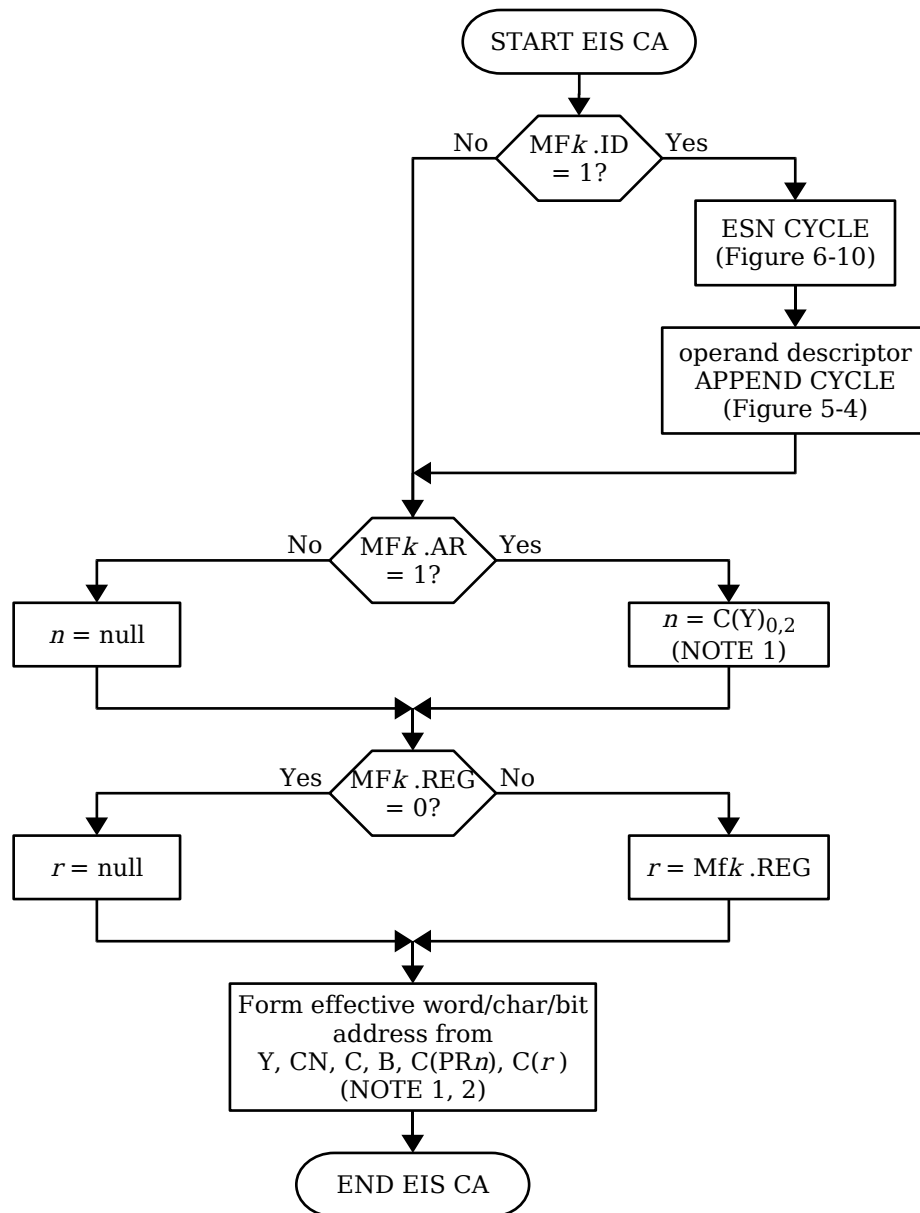 START EIS CA
No
MFk .ID
= 1?
Yes
ESN CYCLE
(Figure 6-10)
operand descriptor
APPEND CYCLE
(Figure 5-4)
No
MFk .AR
= 1?
Yes
n = null
n = C(Y)0,2
(NOTE 1)
Yes
MFk .REG
= 0?
No
r = null
r = Mfk .REG
Form effective word/char/bit
address from
Y, CN, C, B, C(PRn), C(r )
(NOTE 1, 2)
END EIS CA